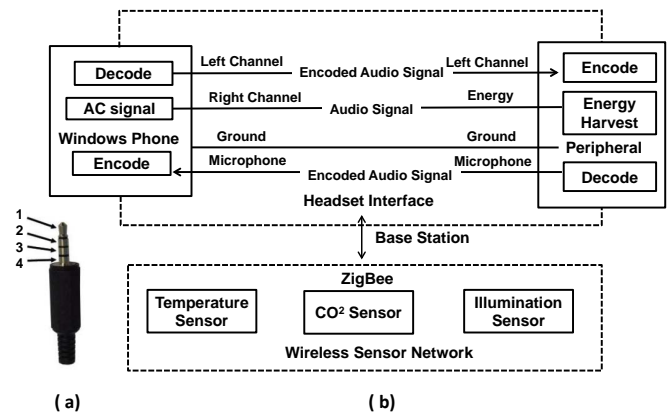 Decode
AC signal
Windows Phone
Encode
Left Channel
Encoded Audio Signal
Left Channel
Right Channel
Audio Signal
Energy
Ground
Ground
Microphone
Encoded Audio Signal
Microphone
Encode
Energy
Harvest
Peripheral
Decode
Headset Interface
Base Station
1
2
3
4
ZigBee
Temperature
Sensor
CO² Sensor
Illumination
Sensor
Wireless Sensor Network
( a)
( b)